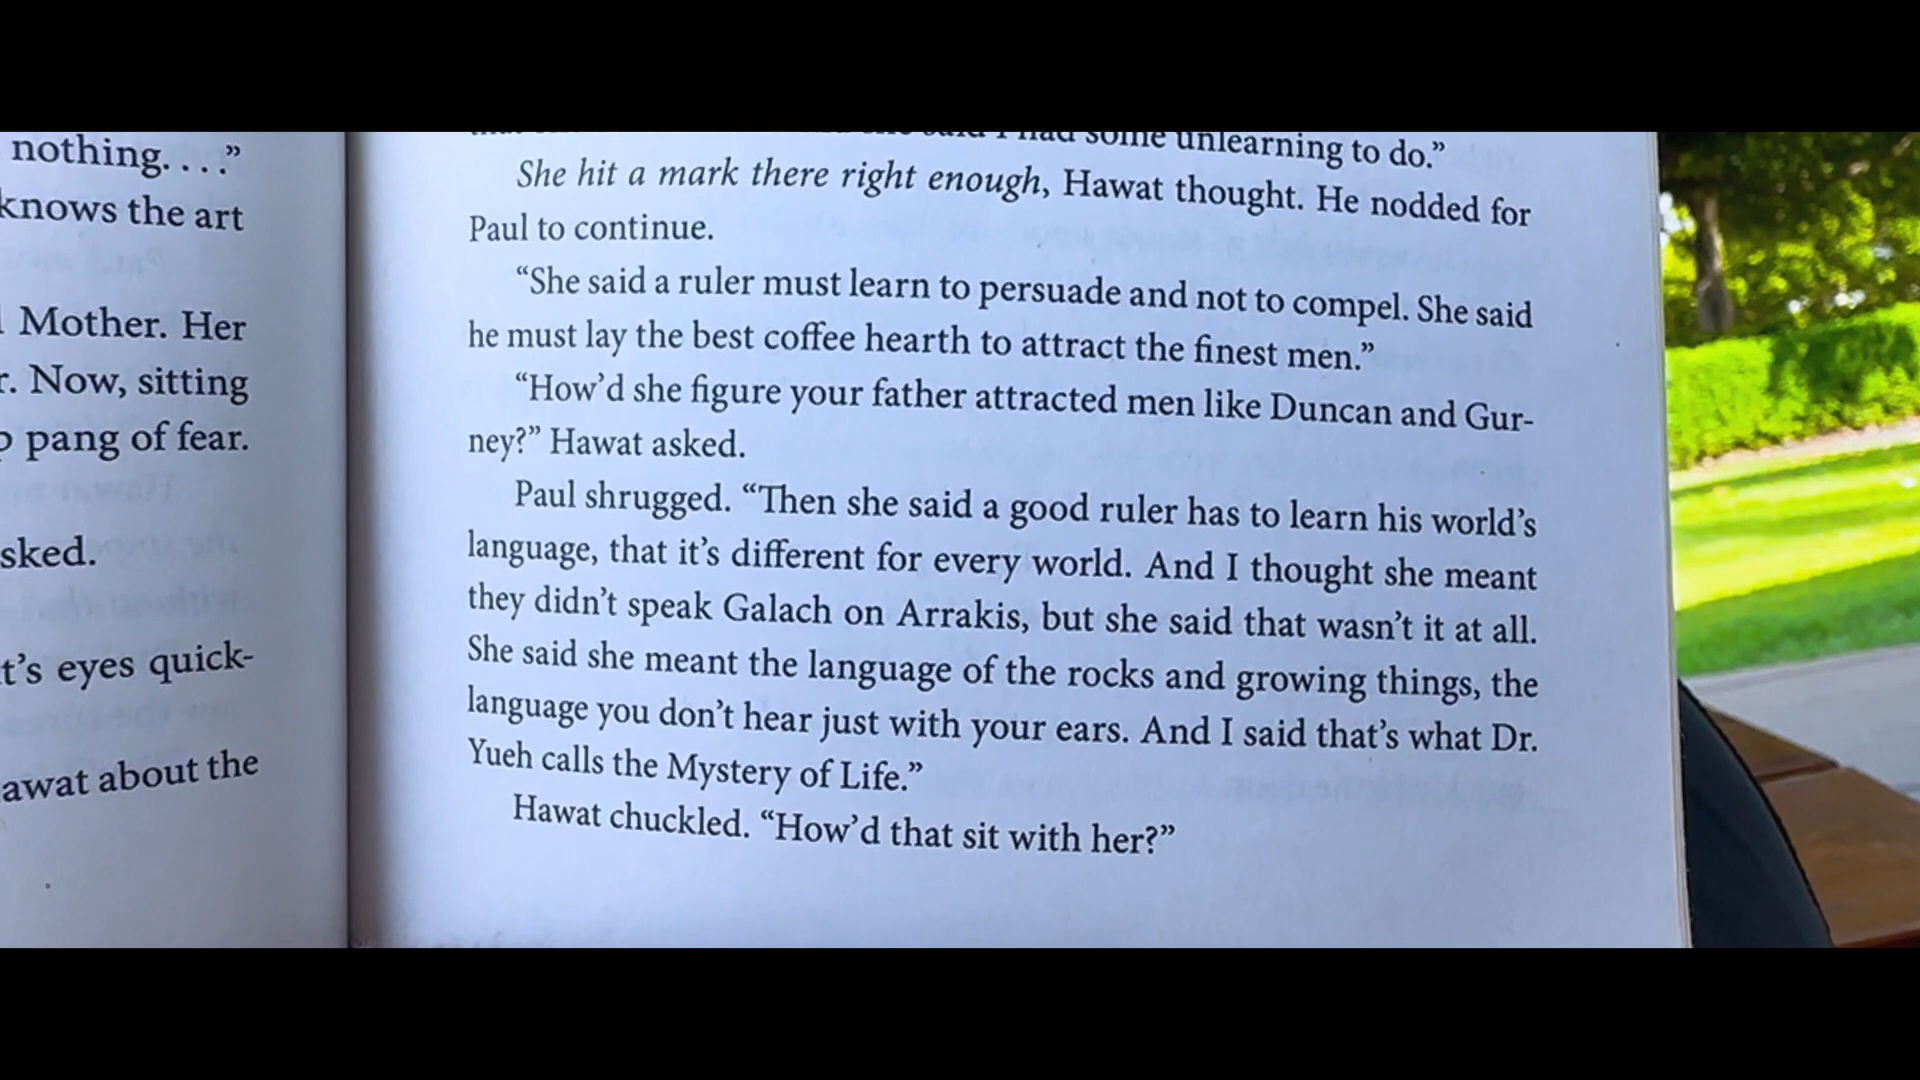 nothing. . . .”
knows the art
Mother. Her
Now, sitting
pang of fear.
sked.
t’s eyes quick-
awat about the
said I had some unlearning to do.”
She hit a mark there right enough, Hawat thought. He nodded for
Paul to continue.
“She said a ruler must learn to persuade and not to compel. She said
he must lay the best coffee hearth to attract the finest men.”
“How’d she figure your father attracted men like Duncan and Gur-
ney?” Hawat asked.
Paul shrugged. “Then she said a good ruler has to learn his world’s
language, that it’s different for every world. And I thought she meant
they didn’t speak Galach on Arrakis, but she said that wasn’t it at all.
She said she meant the language of the rocks and growing things, the
language you don’t hear just with your ears. And I said that’s what Dr.
Yueh calls the Mystery of Life.”
Hawat chuckled. “How’d that sit with her?”